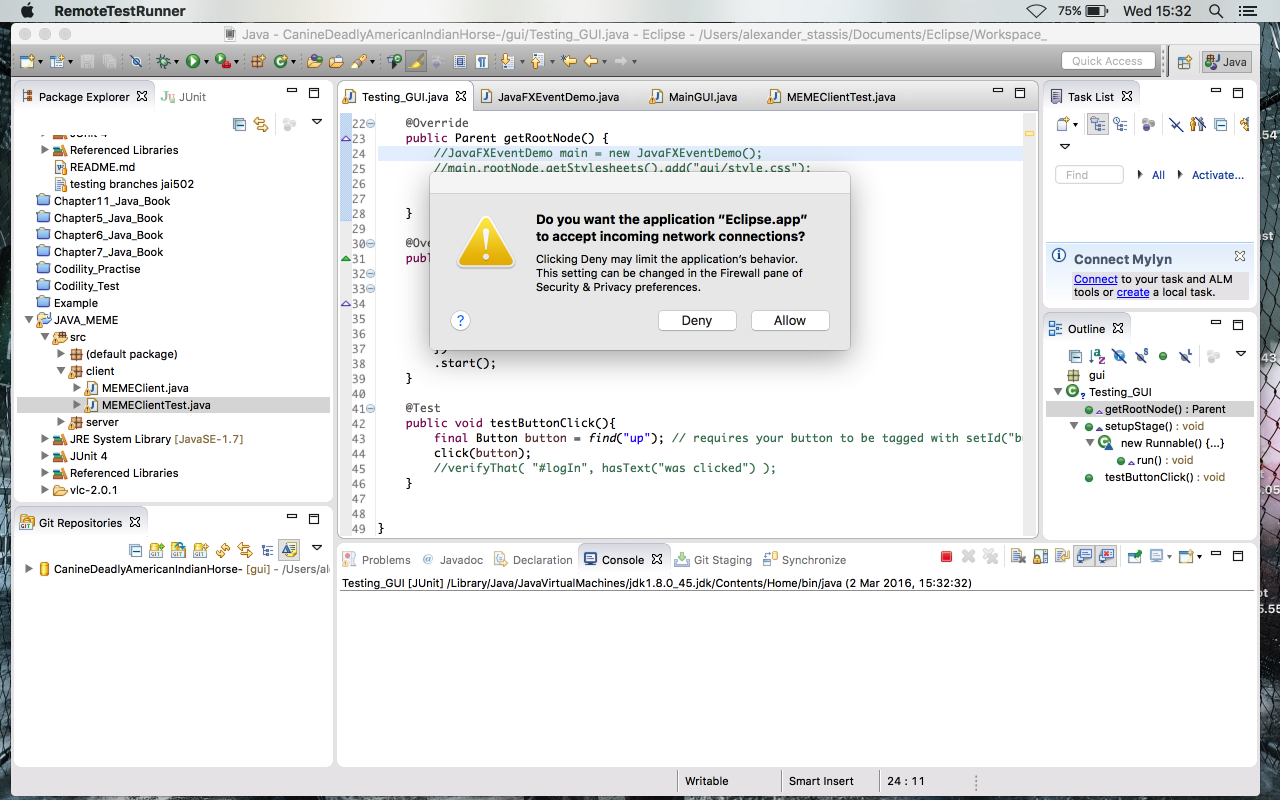 RemoteTestRunner
75%
Wed 15:32
Java - CanineDeadlyAmericanIndianHorse-/gui/Testing_GUI.java - Eclipse - /Users/alexander_stassis/Documents/Eclipse/Workspace_
Quick Access
Java
Package Explorer
JUnit
Referenced Libraries
README.md
testing branches jai502
Chapter11_Java_Book
Chapter5_Java_Book
Chapter6_Java_Book
Chapter7_Java_Book
Codility_Practise
Codility_Test
Example
JAVA_MEME
src
(default package)
client
MEMEClient.java
MEMEClientTest.java
server
JRE System Library [JavaSE-1.7]
JUnit 4
Referenced Libraries
vlc-2.0.1
Git Repositories
CanineDeadlyAmericanIndianHorse- [gui] - /Users/al
Testing_GUI.java
JavaFXEventDemo.java
MainGUI.java
MEMEClientTest.java
22 @Override
23 public Parent getRootNode() {
24 //JavaFXEventDemo main = new JavaFXEventDemo();
25 //main.rootNode.getStylesheets().add("gui/style.css");
26
27
28 }
29
30 @Ove
31 publ
32
33
34
35
36
37 })
38 .start();
39 }
40
41 @Test
42 public void testButtonClick(){
43 final Button button = find("up"); // requires your button to be tagged with setId("bu
44 click(button);
45 //verifyThat( "#logIn", hasText("was clicked") );
46 }
47
48
49 }
Do you want the application “Eclipse.app”
to accept incoming network connections?
Clicking Deny may limit the application’s behavior.
This setting can be changed in the Firewall pane of
Security & Privacy preferences.
?
Deny
Allow
Task List
Find
All
Activate...
Connect Mylyn
Connect to your task and ALM
tools or create a local task.
Outline
gui
Testing_GUI
getRootNode() : Parent
setupStage() : void
new Runnable() {...}
run() : void
testButtonClick() : void
Problems
Javadoc
Declaration
Console
Git Staging
Synchronize
Testing_GUI [JUnit] /Library/Java/JavaVirtualMachines/jdk1.8.0_45.jdk/Contents/Home/bin/java (2 Mar 2016, 15:32:32)
Writable
Smart Insert
24 : 11